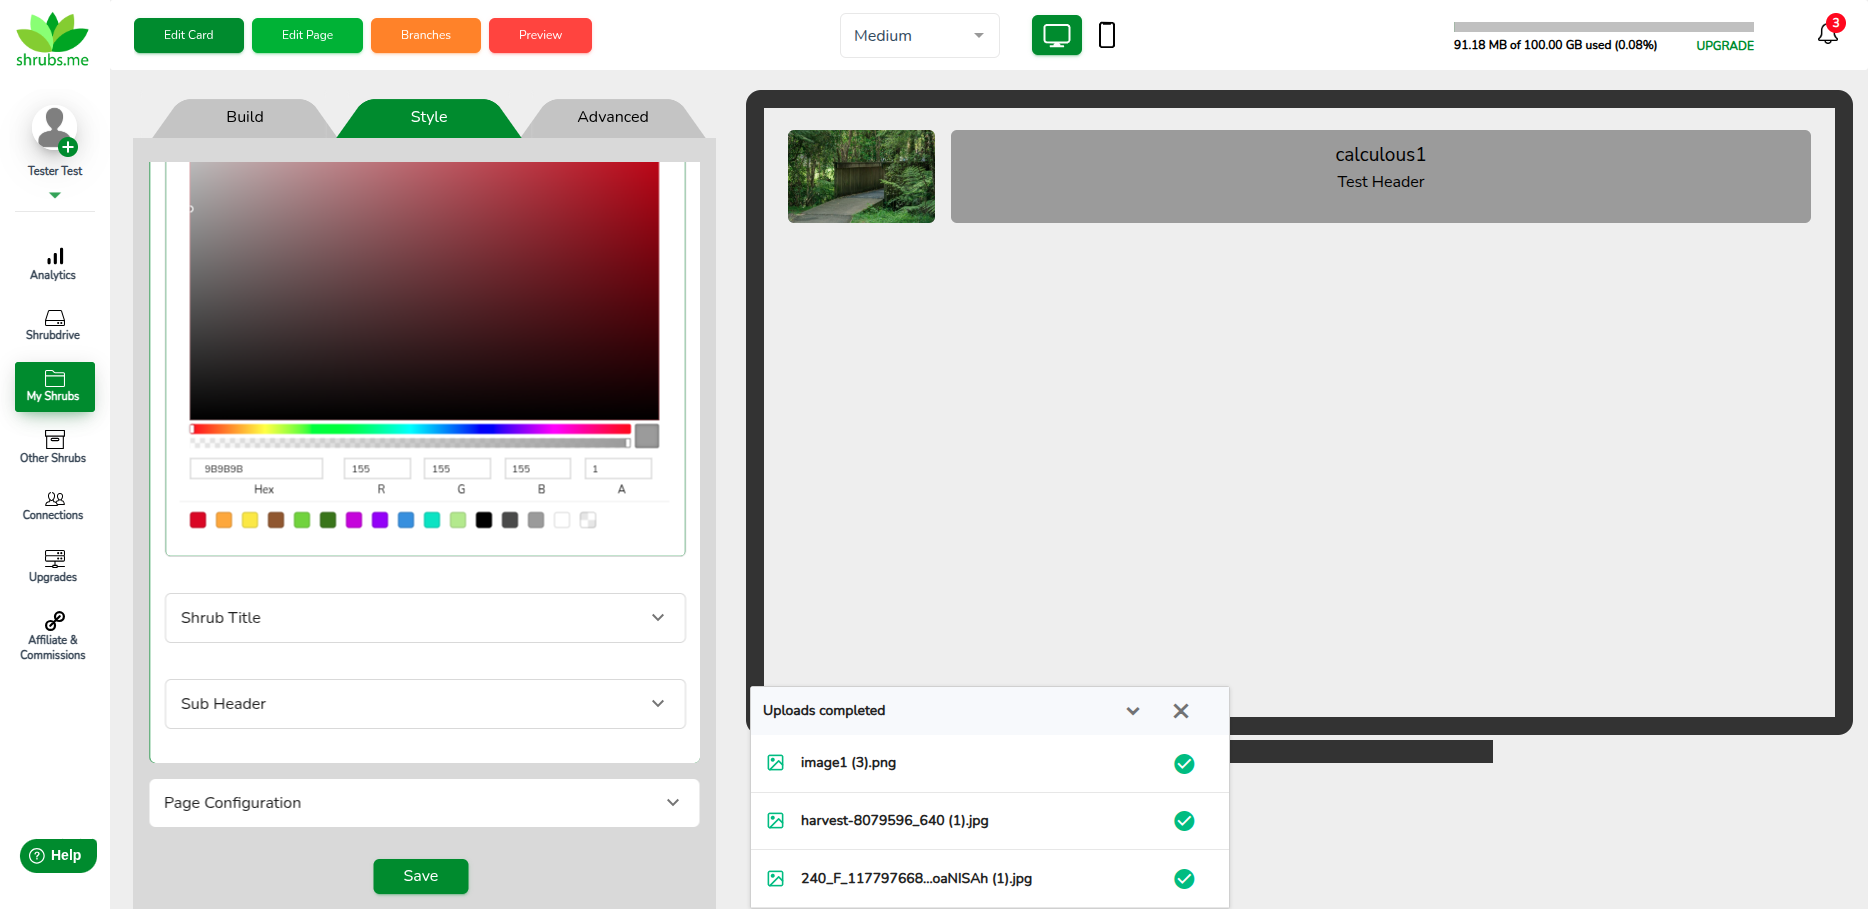 shrubs.me
Edit Card
Edit Page
Branches
Preview
Medium
91.18 MB of 100.00 GB used (0.08%)
UPGRADE
3
Tester Test
Analytics
Shrubdrive
My Shrubs
Other Shrubs
Connections
Upgrades
Affiliate &
Commissions
Help
Build
Style
Advanced
9B9B9B
155
155
155
1
Hex
R
G
B
A
Shrub Title
Sub Header
Page Configuration
Save
calculous1
Test Header
Uploads completed
image1 (3).png
harvest-8079596_640 (1).jpg
240_F_117797668...oaNISAh (1).jpg